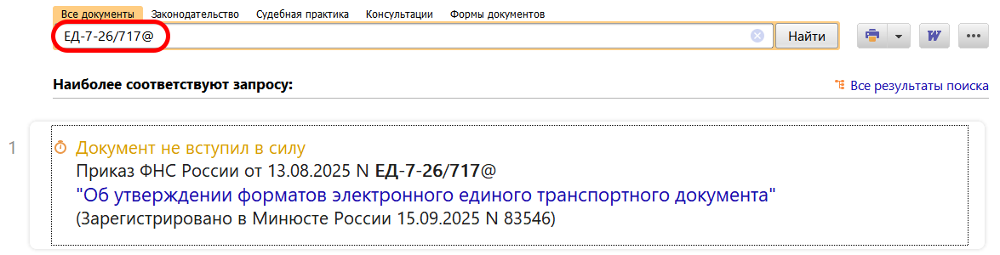 Все документы Законодательство Судебная практика Консультации Формы документов
ЕД-7-26/717@ Найти W
Наиболее соответствуют запросу: Все результаты поиска
1 Документ не вступил в силу
Приказ ФНС России от 13.08.2025 N ЕД-7-26/717@
"Об утверждении форматов электронного единого транспортного документа"
(Зарегистрировано в Минюсте России 15.09.2025 N 83546)